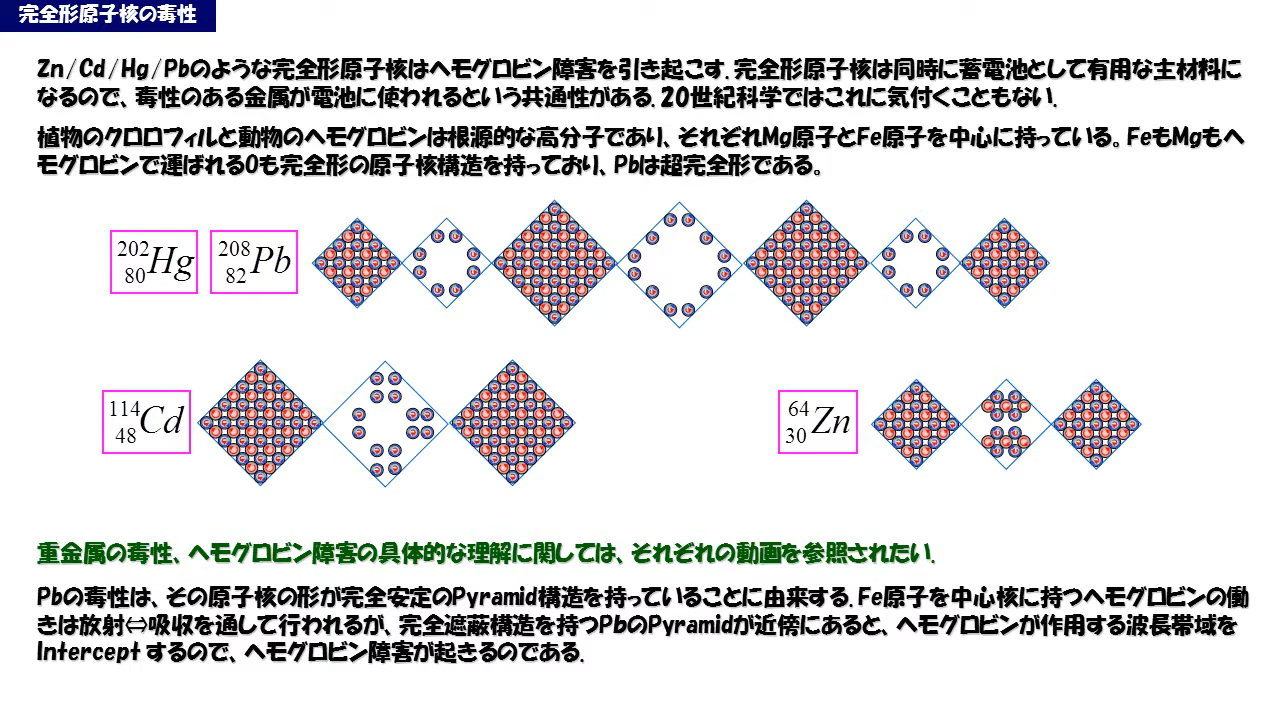 完全形原子核の毒性
Zn/Cd/Hg/Pbのような完全形原子核はヘモグロビン障害を引き起こす.完全形原子核は同時に蓄電池として有用な主材料に
なるので、毒性のある金属が電池に使われるという共通性がある.20世紀科学ではこれに気付くこともない.
植物のクロロフィルと動物のヘモグロビンは根源的な高分子であり、それぞれMg原子とFe原子を中心に持っている。FeもMgもヘ
モグロビンで運ばれるOも完全形の原子核構造を持っており、Pbは超完全形である。
202 80 Hg 208 82 Pb
114 48 Cd 64 30 Zn
重金属の毒性、ヘモグロビン障害の具体的な理解に関しては、それぞれの動画を参照されたい.
Pbの毒性は、その原子核の形が完全安定のPyramid構造を持っていることに由来する.Fe原子を中心核に持つヘモグロビンの働
きは放射⇔吸収を通して行われるが、完全遮蔽構造を持つPbのPyramidが近傍にあると、ヘモグロビンが作用する波長帯域を
Interceptするので、ヘモグロビン障害が起きるのである.